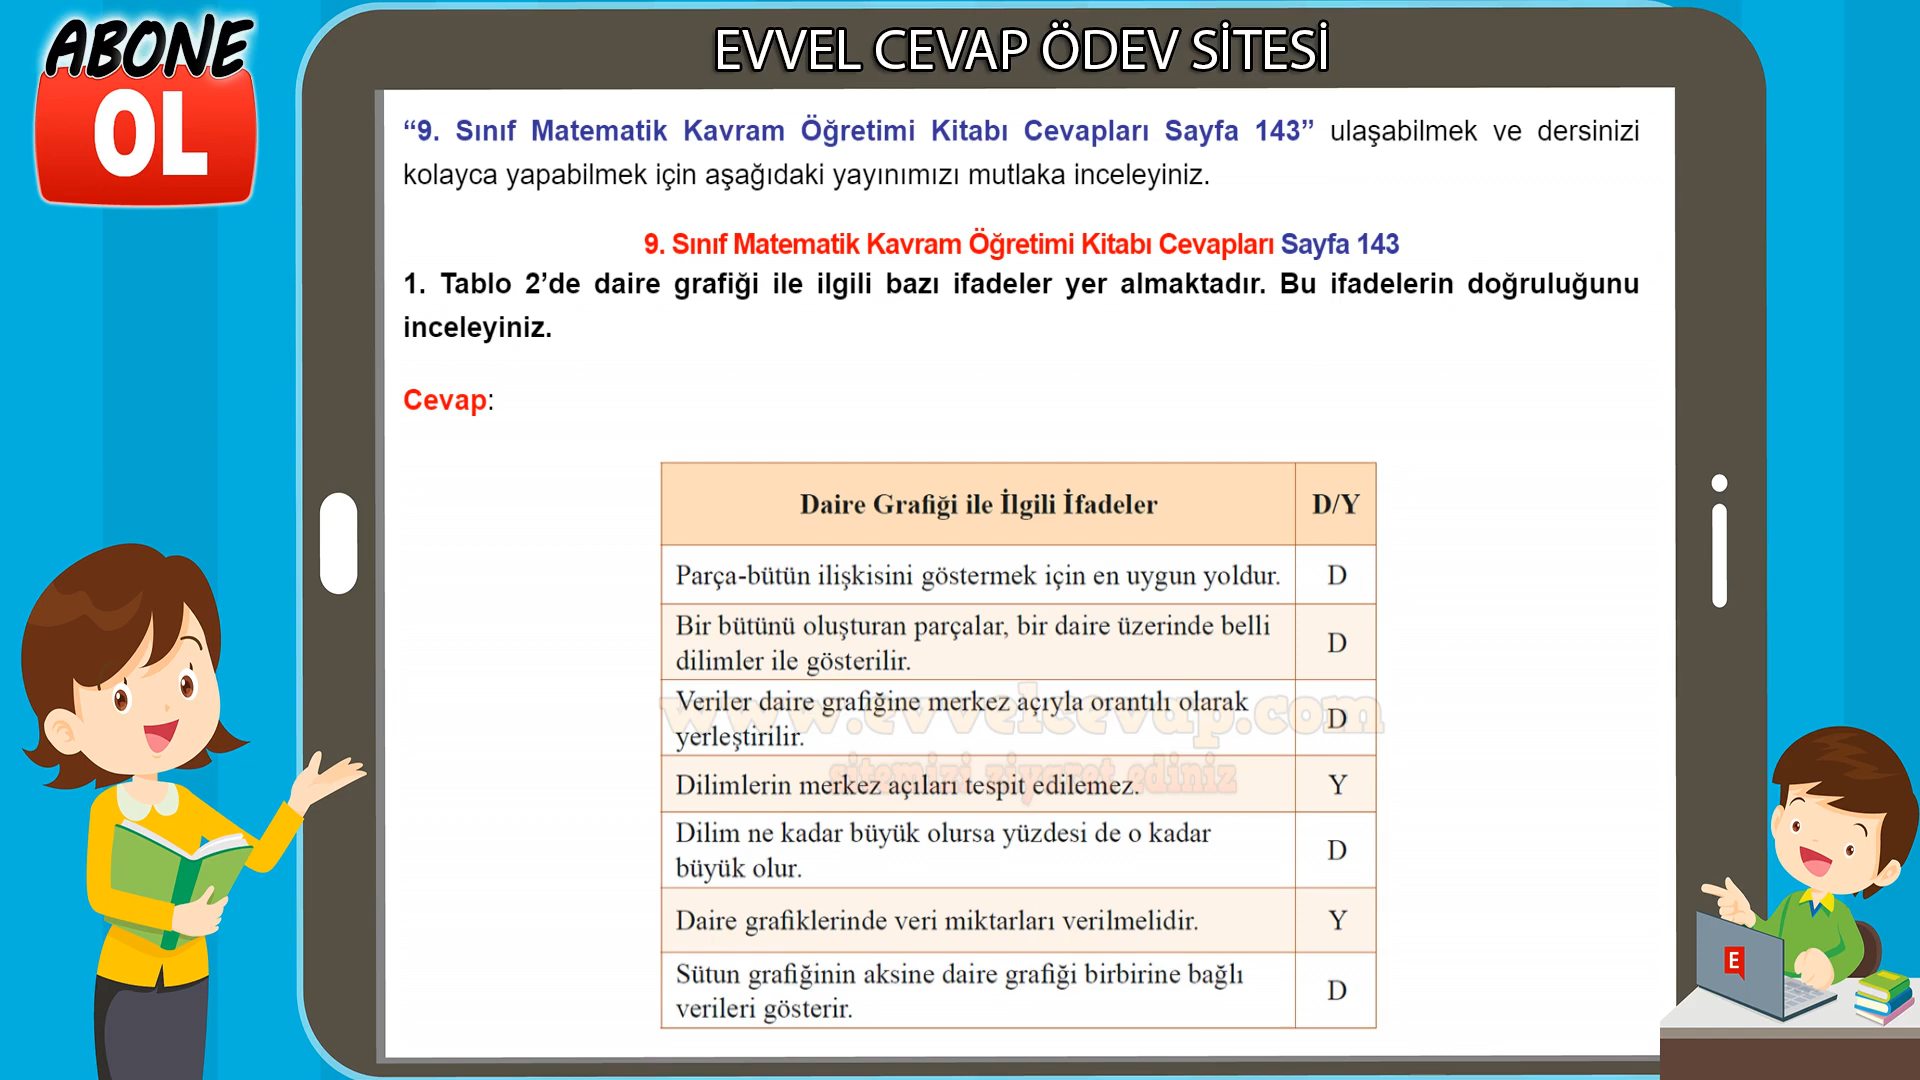 ABONE
OL
EVVEL CEVAP ÖDEV SİTESİ
“9. Sınıf Matematik Kavram Öğretimi Kitabı Cevapları Sayfa 143” ulaşabilmek ve dersinizi
kolayca yapabilmek için aşağıdaki yayınımızı mutlaka inceleyiniz.
9. Sınıf Matematik Kavram Öğretimi Kitabı Cevapları Sayfa 143
1. Tablo 2’de daire grafiği ile ilgili bazı ifadeler yer almaktadır. Bu ifadelerin doğruluğunu
inceleyiniz.
Cevap:
Daire Grafiği ile İlgili İfadeler D/Y
Parça-bütün ilişkisini göstermek için en uygun yoldur. D
Bir bütünü oluşturan parçalar, bir daire üzerinde belli
dilimler ile gösterilir. D
Veriler daire grafiğine merkez açıyla orantılı olarak
yerleştirilir. D
www.evvelcevap.com
sitemizi ziyaret ediniz
Dilimlerin merkez açıları tespit edilemez. Y
Dilim ne kadar büyük olursa yüzdesi de o kadar
büyük olur. D
Daire grafiklerinde veri miktarları verilmelidir. Y
Sütun grafiğinin aksine daire grafiği birbirine bağlı
verileri gösterir. D
E